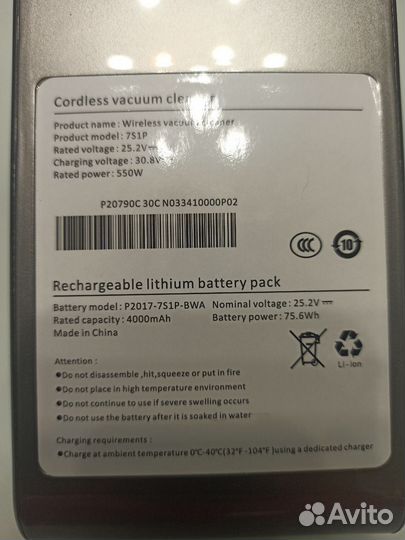 Cordless vacuum cleaner
Product name: Wireless vacuum cleaner
Product model: 7S1P
Rated voltage: 25.2V⎓
Charging voltage: 30.8V⎓
Rated power: 550W
P20790C30CN033410000P02
CCC
10
Rechargeable lithium battery pack
Battery model: P2017-7S1P-BWA Nominal voltage: 25.2V⎓
Rated capacity: 4000mAh Battery power: 75.6Wh
Made in China
Li-ion
Attention :
●Do not disassemble ,hit,squeeze or put in fire
●Do not place in high temperature environment
●Do not continue to use if severe swelling occurs
●Do not use the battery after it is soaked in water
Charging requirements :
●Charge at ambient temperature 0℃-40℃(32°F -104°F )using a dedicated charger
Avito